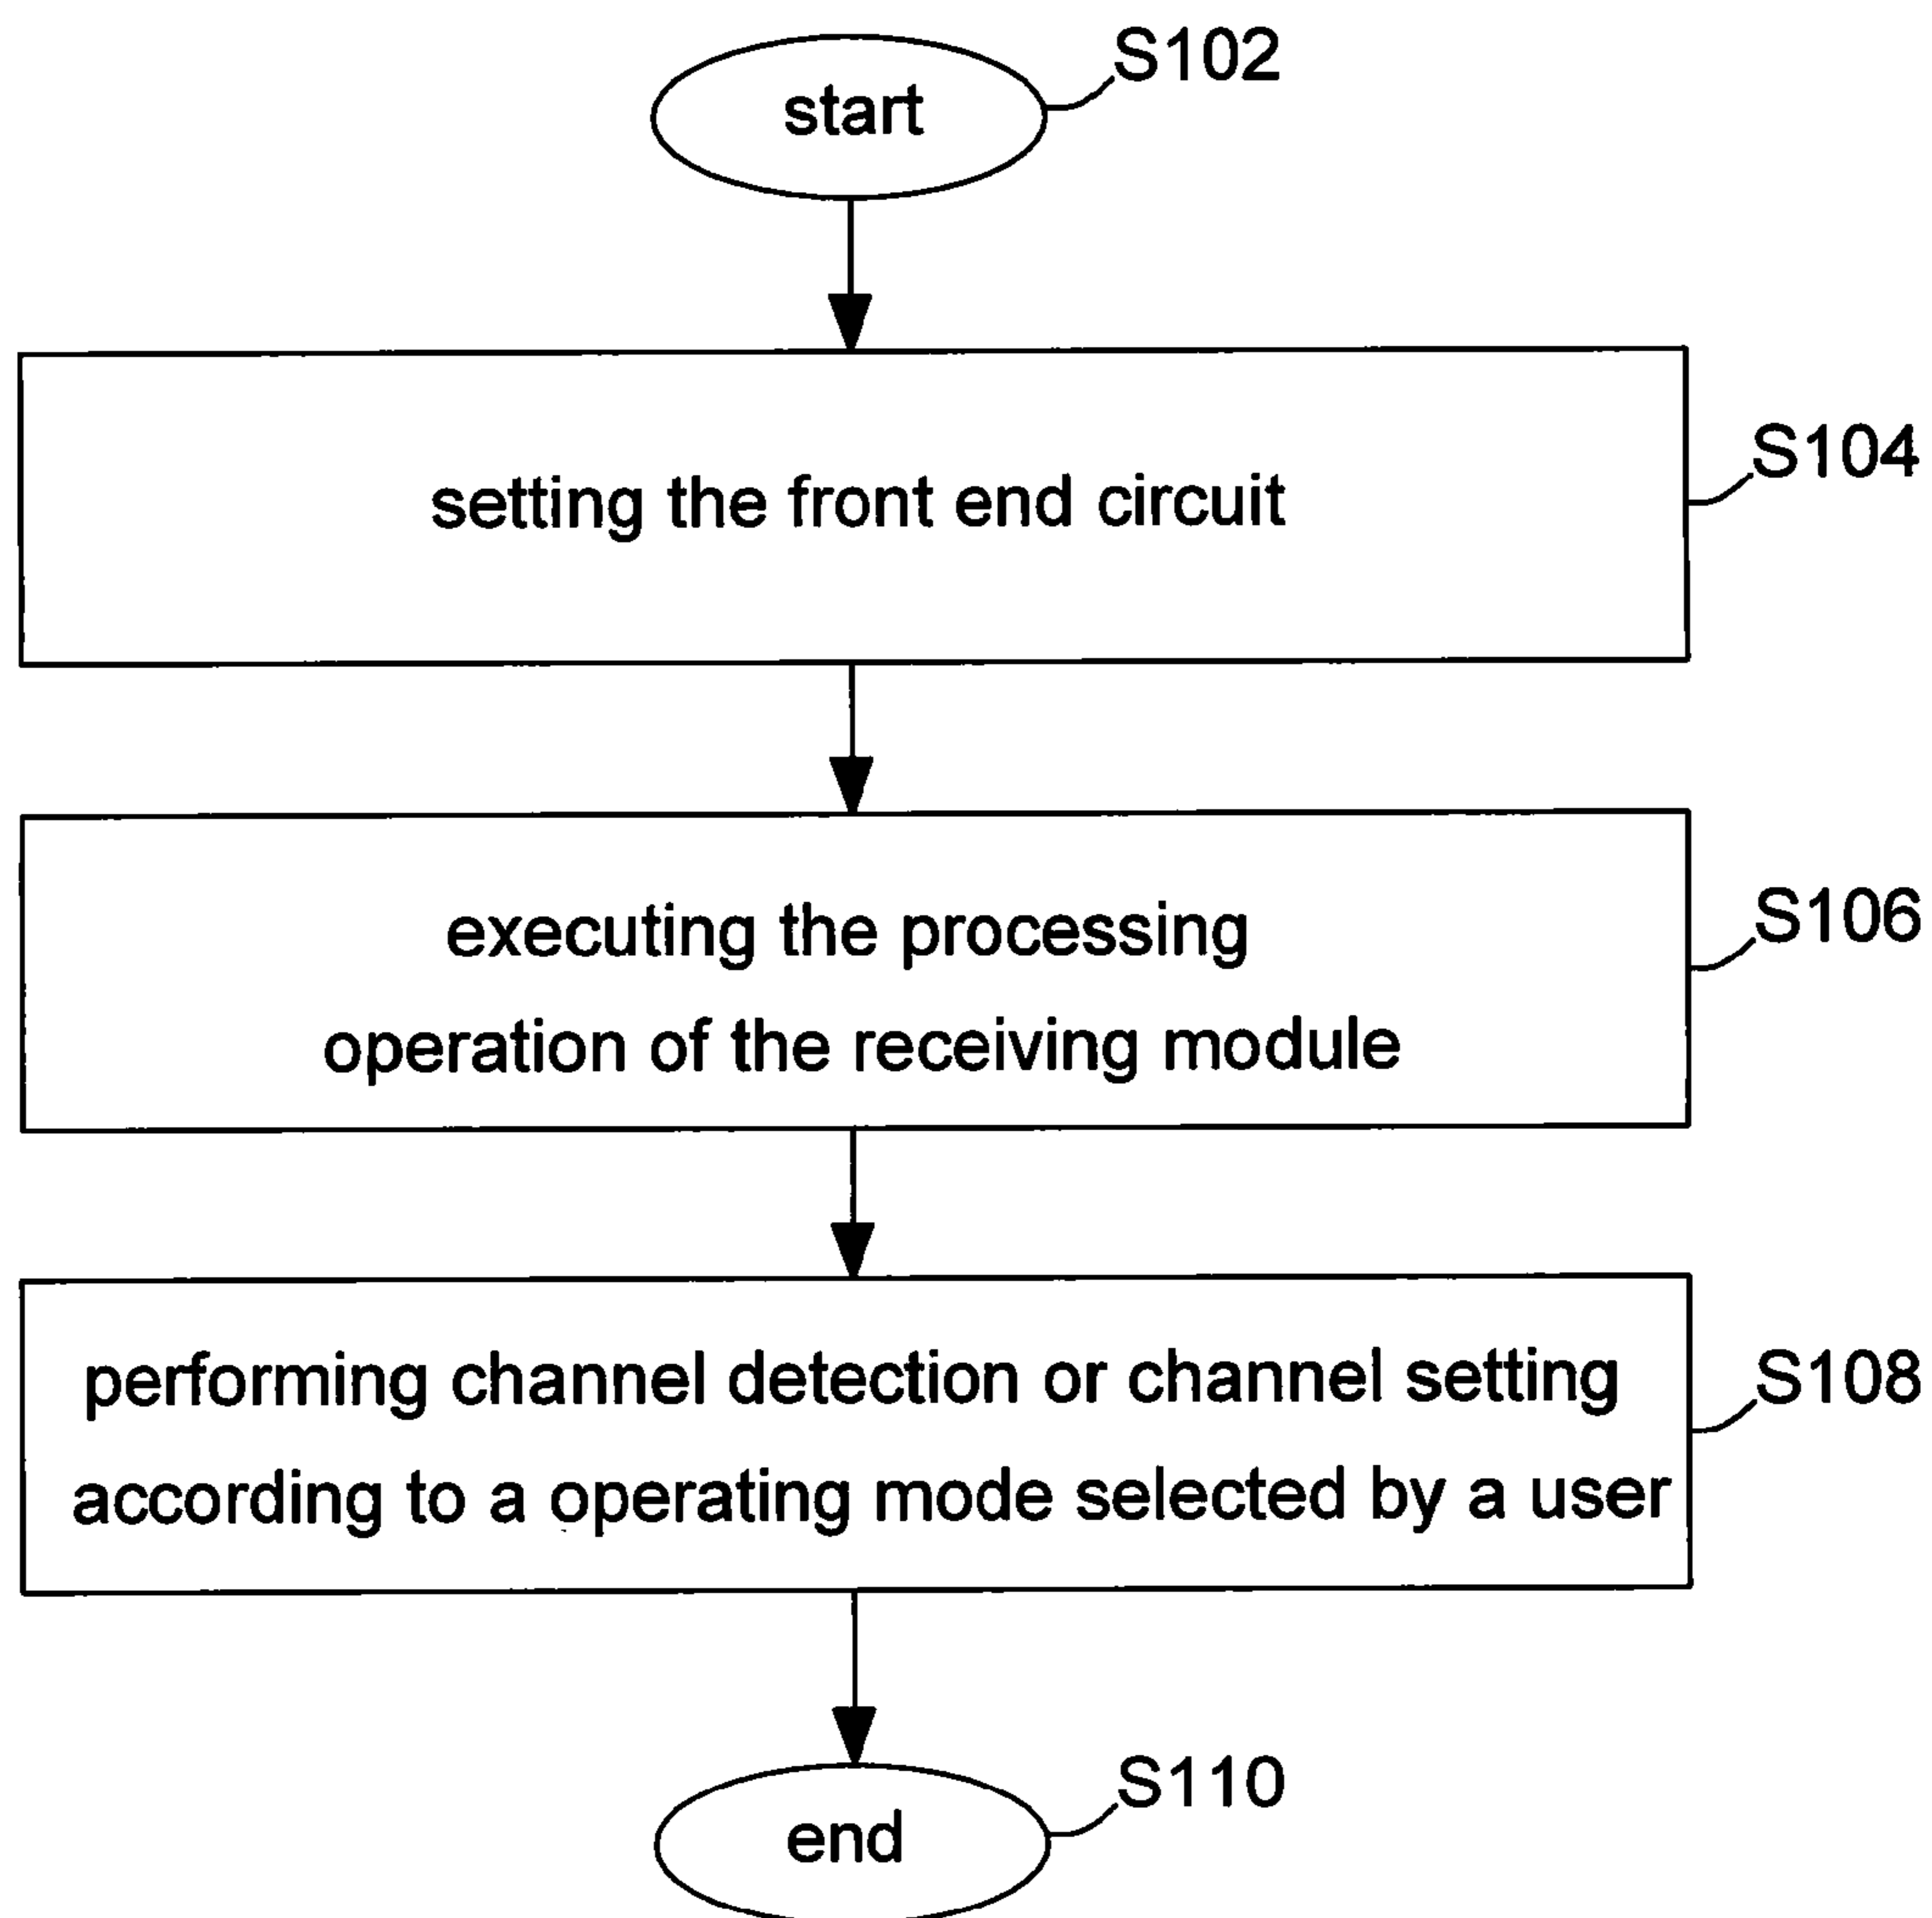 start
S102
setting the front end circuit
S104
executing the processing
operation of the receiving module
S106
performing channel detection or channel setting
according to a operating mode selected by a user
S108
end
S110